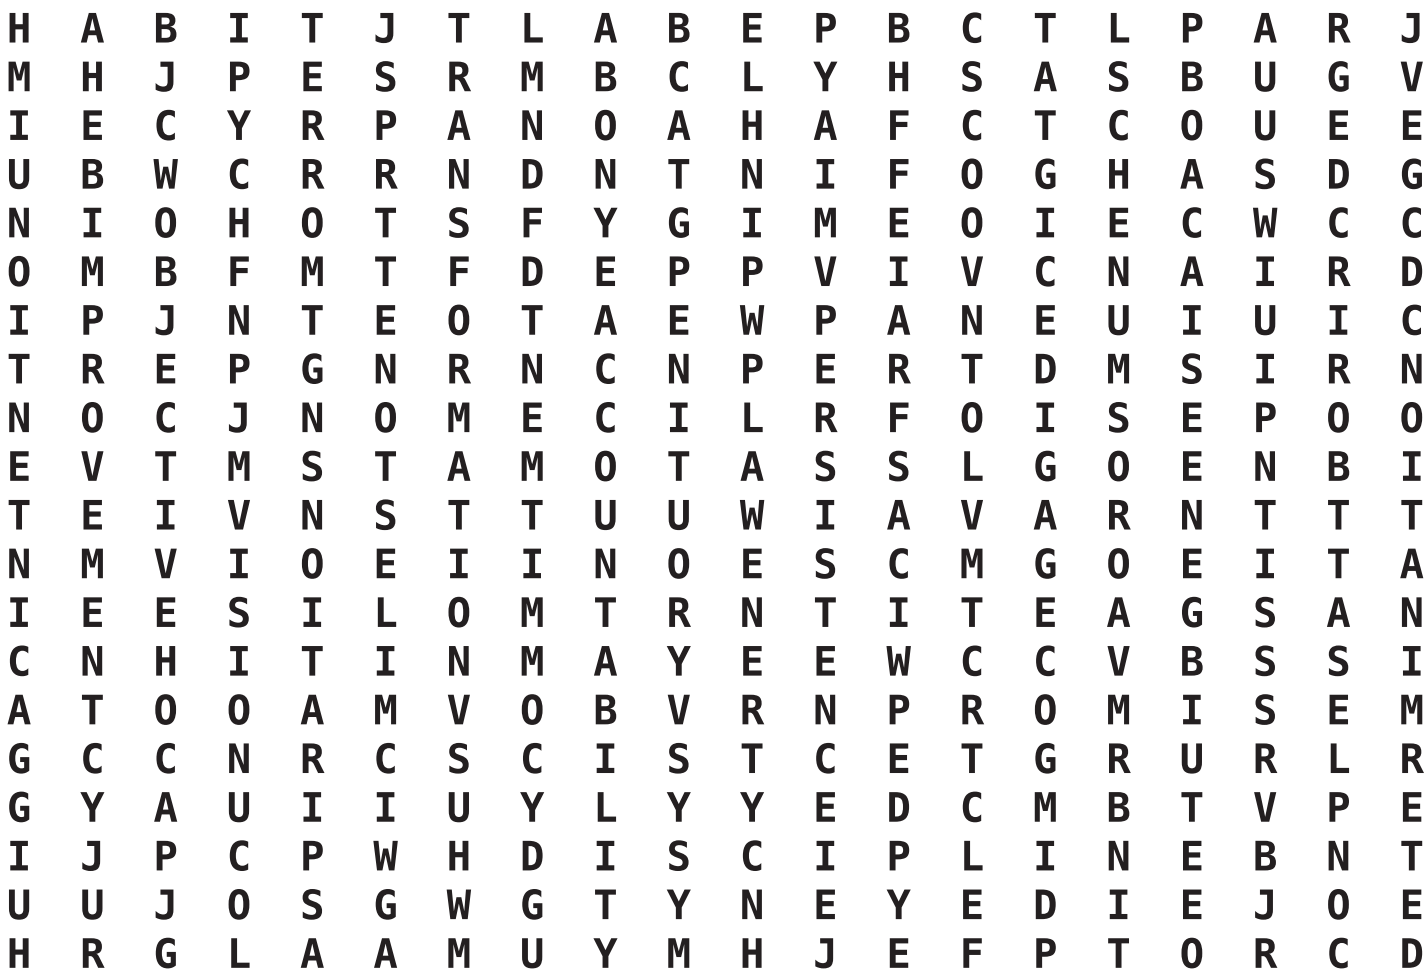 H A B I T J T L A B E P B C T L P A R J
M H J P E S R M B C L Y H S A S B U G V
I E C Y R P A N O A H A F C T C O U E E
U B W C R R N D N T N I F O G H A S D G
N I O H O T S F Y G I M E O I E C W C C
O M B F M T F D E P P V I V C N A I R D
I P J N T E O T A E W P A N E U I U I C
T R E P G N R N C N P E R T D M S I R N
N O C J N O M E C I L R F O I S E P O O
E V T M S T A M O T A S S L G O E N B I
T E I V N S T T U U W I A V A R N T T T
N M V I O E I I N O E S C M G O E I T A
I E E S I L O M T R N T I T E A G S A N
C N H I T I N M A Y E E W C C V B S S I
A T O O A M V O B V R N P R O M I S E M
G C C N R C S C I S T C E T G R U R L R
G Y A U I I U Y L Y Y E D C M B T V P E
I J P C P W H D I S C I P L I N E B N T
U U J O S G W G T Y N E Y E D I E J O E
H R G L A A M U Y M H J E F P T O R C D